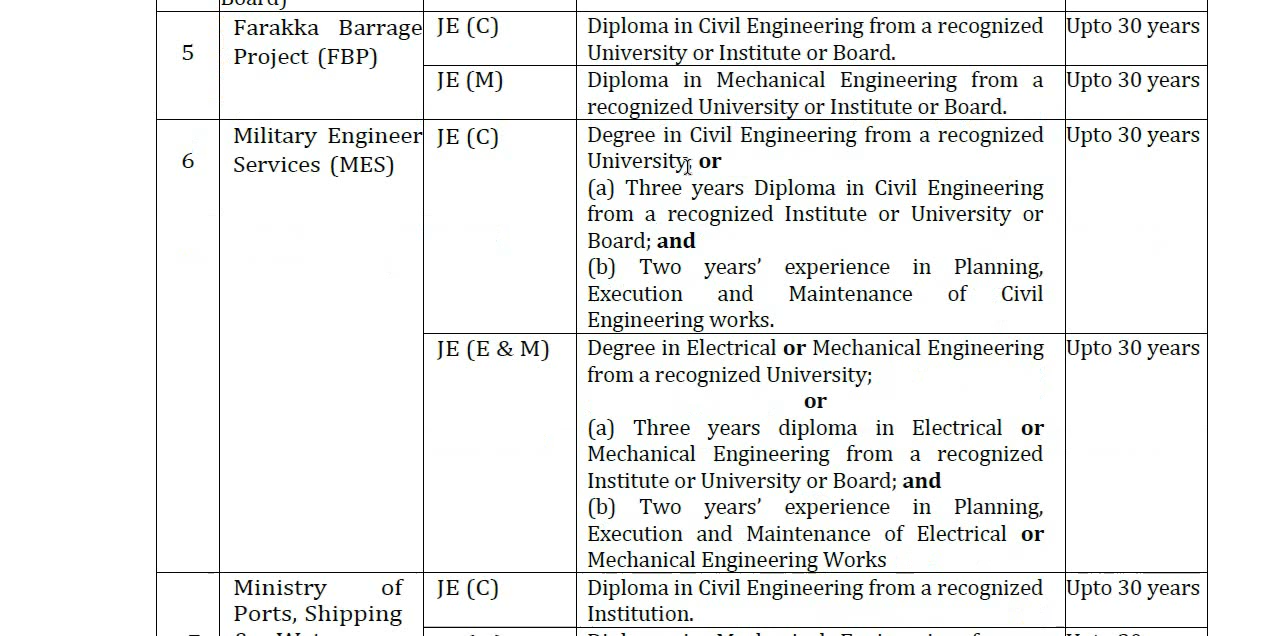 Board)
5
Farakka Barrage
Project (FBP)
JE (C)
Diploma in Civil Engineering from a recognized
University or Institute or Board.
Upto 30 years
JE (M)
Diploma in Mechanical Engineering from a
recognized University or Institute or Board.
Upto 30 years
6
Military Engineer
Services (MES)
JE (C)
Degree in Civil Engineering from a recognized
University; or
(a) Three years Diploma in Civil Engineering
from a recognized Institute or University or
Board; and
(b) Two years’ experience in Planning,
Execution and Maintenance of Civil
Engineering works.
Upto 30 years
JE (E & M)
Degree in Electrical or Mechanical Engineering
from a recognized University;
or
(a) Three years diploma in Electrical or
Mechanical Engineering from a recognized
Institute or University or Board; and
(b) Two years’ experience in Planning,
Execution and Maintenance of Electrical or
Mechanical Engineering Works
Upto 30 years
Ministry of
Ports, Shipping
JE (C)
Diploma in Civil Engineering from a recognized
Institution.
Upto 30 years